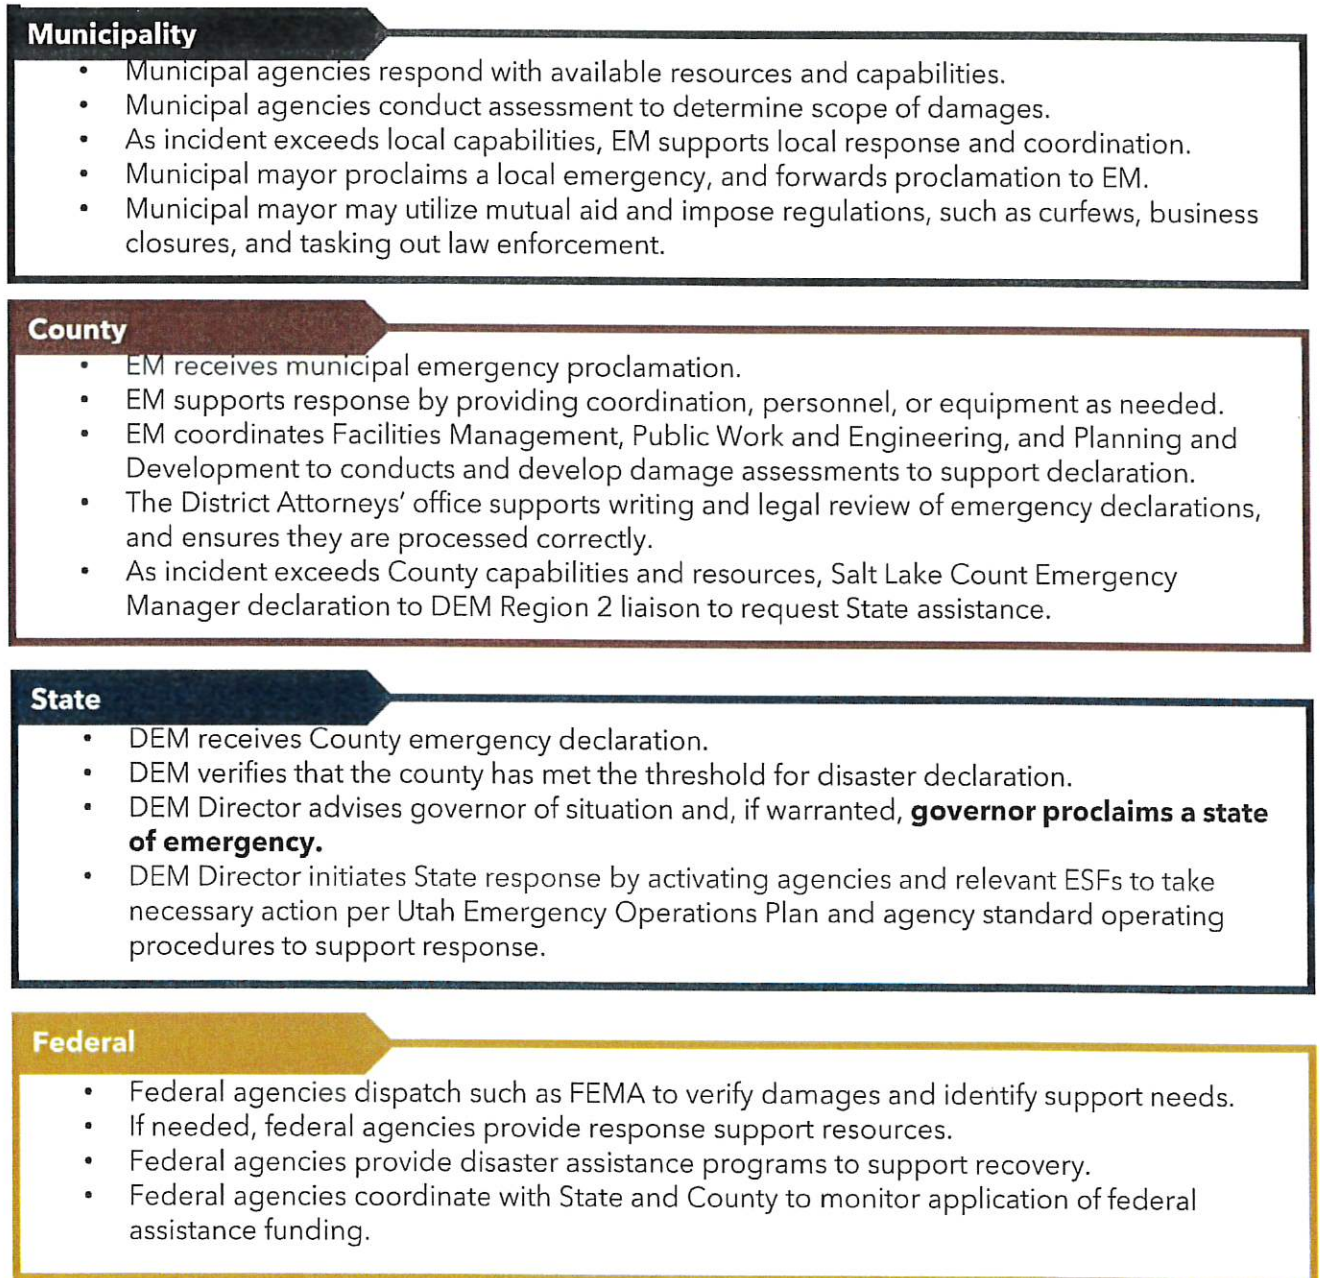 Municipality
• Municipal agencies respond with available resources and capabilities.
• Municipal agencies conduct assessment to determine scope of damages.
• As incident exceeds local capabilities, EM supports local response and coordination.
• Municipal mayor proclaims a local emergency, and forwards proclamation to EM.
• Municipal mayor may utilize mutual aid and impose regulations, such as curfews, business
closures, and tasking out law enforcement.
County
• EM receives municipal emergency proclamation.
• EM supports response by providing coordination, personnel, or equipment as needed.
• EM coordinates Facilities Management, Public Work and Engineering, and Planning and
Development to conducts and develop damage assessments to support declaration.
• The District Attorneys' office supports writing and legal review of emergency declarations,
and ensures they are processed correctly.
• As incident exceeds County capabilities and resources, Salt Lake Count Emergency
Manager declaration to DEM Region 2 liaison to request State assistance.
State
• DEM receives County emergency declaration.
• DEM verifies that the county has met the threshold for disaster declaration.
• DEM Director advises governor of situation and, if warranted, governor proclaims a state
of emergency.
• DEM Director initiates State response by activating agencies and relevant ESFs to take
necessary action per Utah Emergency Operations Plan and agency standard operating
procedures to support response.
Federal
• Federal agencies dispatch such as FEMA to verify damages and identify support needs.
• If needed, federal agencies provide response support resources.
• Federal agencies provide disaster assistance programs to support recovery.
• Federal agencies coordinate with State and County to monitor application of federal
assistance funding.